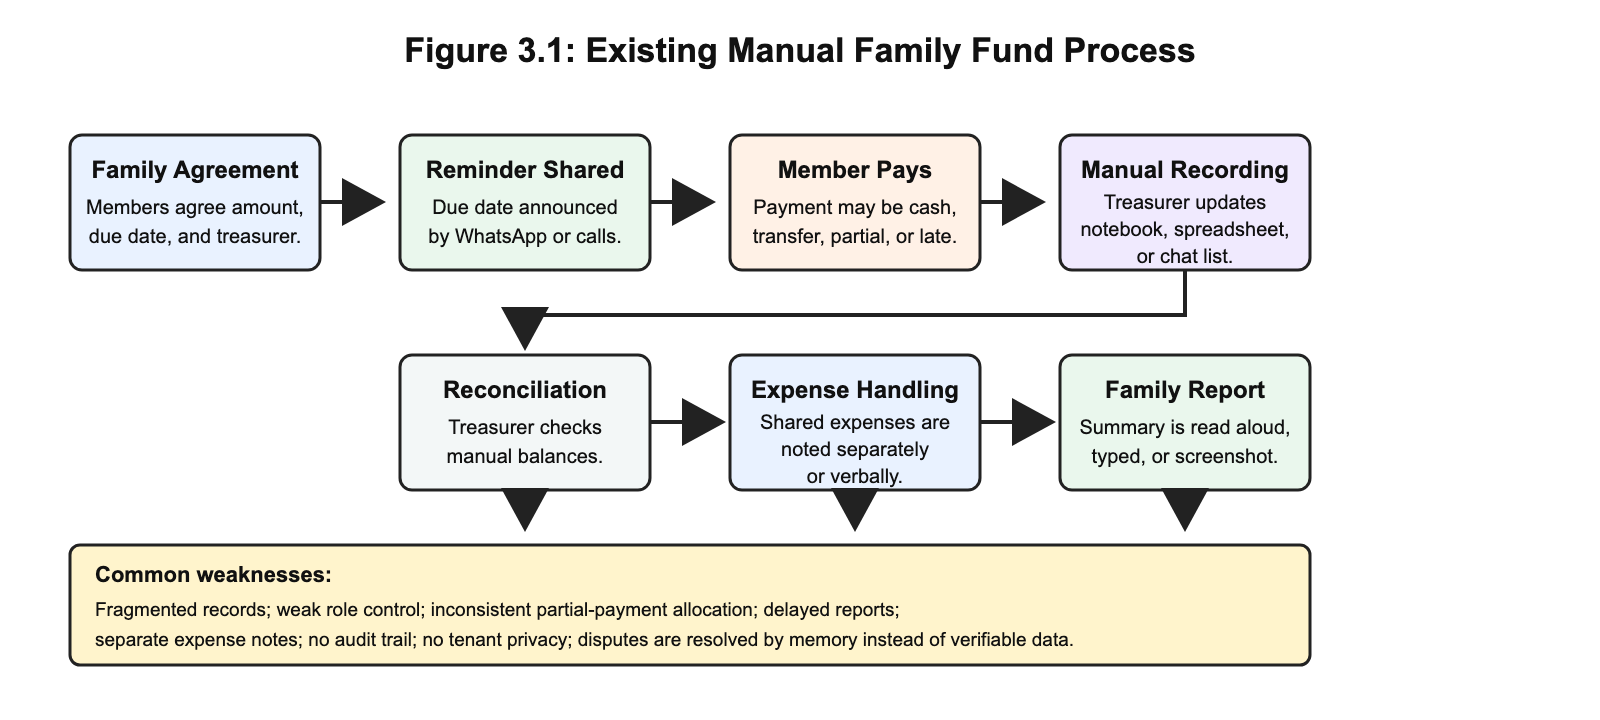 Figure 3.1: Existing Manual Family Fund Process
Family Agreement
Members agree amount,
due date, and treasurer.
Reminder Shared
Due date announced
by WhatsApp or calls.
Member Pays
Payment may be cash,
transfer, partial, or late.
Manual Recording
Treasurer updates
notebook, spreadsheet,
or chat list.
Reconciliation
Treasurer checks
manual balances.
Expense Handling
Shared expenses are
noted separately
or verbally.
Family Report
Summary is read aloud,
typed, or screenshot.
Common weaknesses:
Fragmented records; weak role control; inconsistent partial-payment allocation; delayed reports;
separate expense notes; no audit trail; no tenant privacy; disputes are resolved by memory instead of verifiable data.